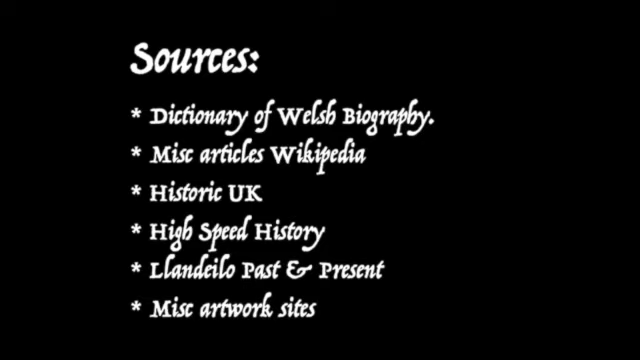 Sources:
* Dictionary of Welsh Biography.
* Misc articles Wikipedia
* Historic UK
* High Speed History
* Llandeilo Past & Present
* Misc artwork sites